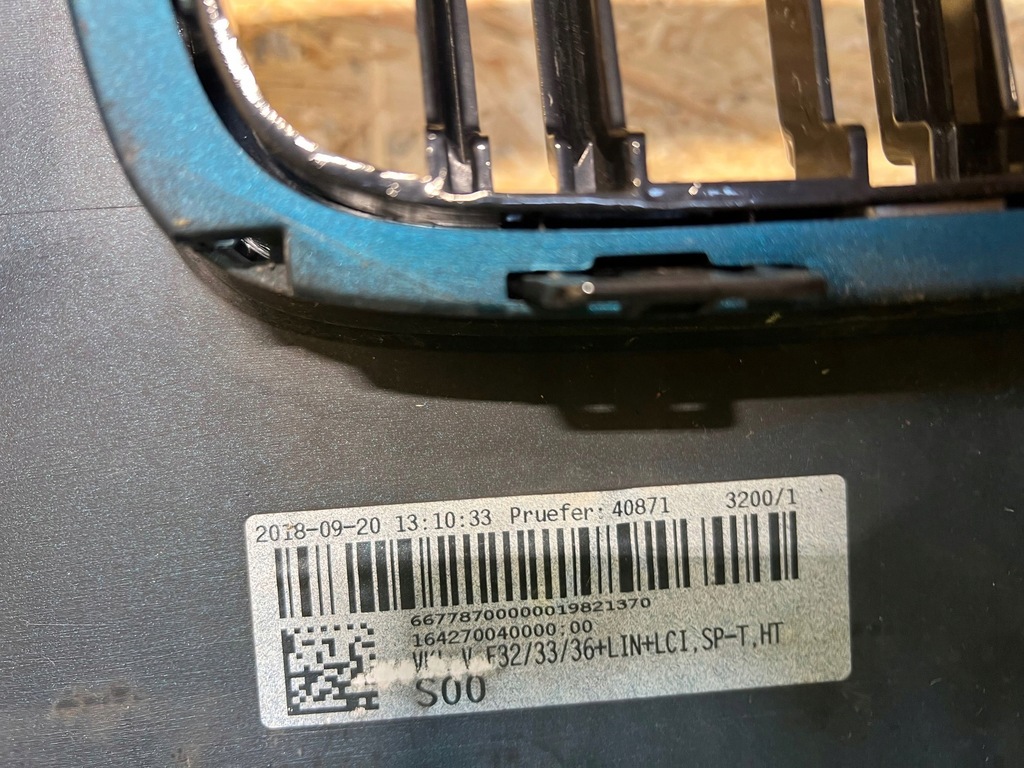 2018-09-20 13:10:33 Pruefer: 40871 3200/1
66778700000019821370
164270040000:00
F32/33/36+LIN+LCI,SP-T,HT
S00